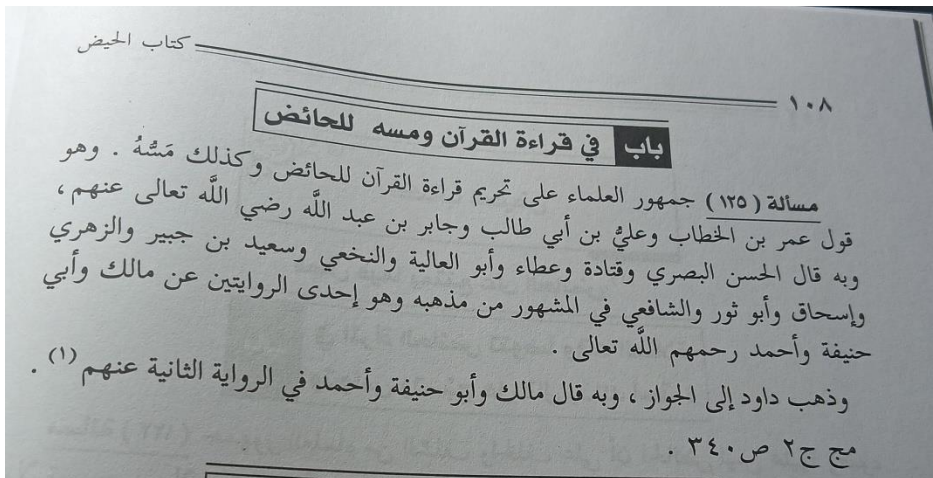 كتاب الحيض
١٠٨
باب في قراءة القرآن ومسه للحائض
مسألة (١٢٥) جمهور العلماء على تحريم قراءة القرآن للحائض وكذلك مَسُّهُ . وهو
قول عمر بن الخطاب وعليُّ بن أبي طالب وجابر بن عبد اللَّه رضي اللَّه تعالى عنهم ،
وبه قال الحسن البصري وقتادة وعطاء وأبو العالية والنخعي وسعيد بن جبير والزهري
وإسحاق وأبو ثور والشافعي في المشهور من مذهبه وهو إحدى الروايتين عن مالك وأبي
حنيفة وأحمد رحمهم اللَّه تعالى .
وذهب داود إلى الجواز ، وبه قال مالك وأبو حنيفة وأحمد في الرواية الثانية عنهم (١) .
مج ج٢ ص٣٤٠ .